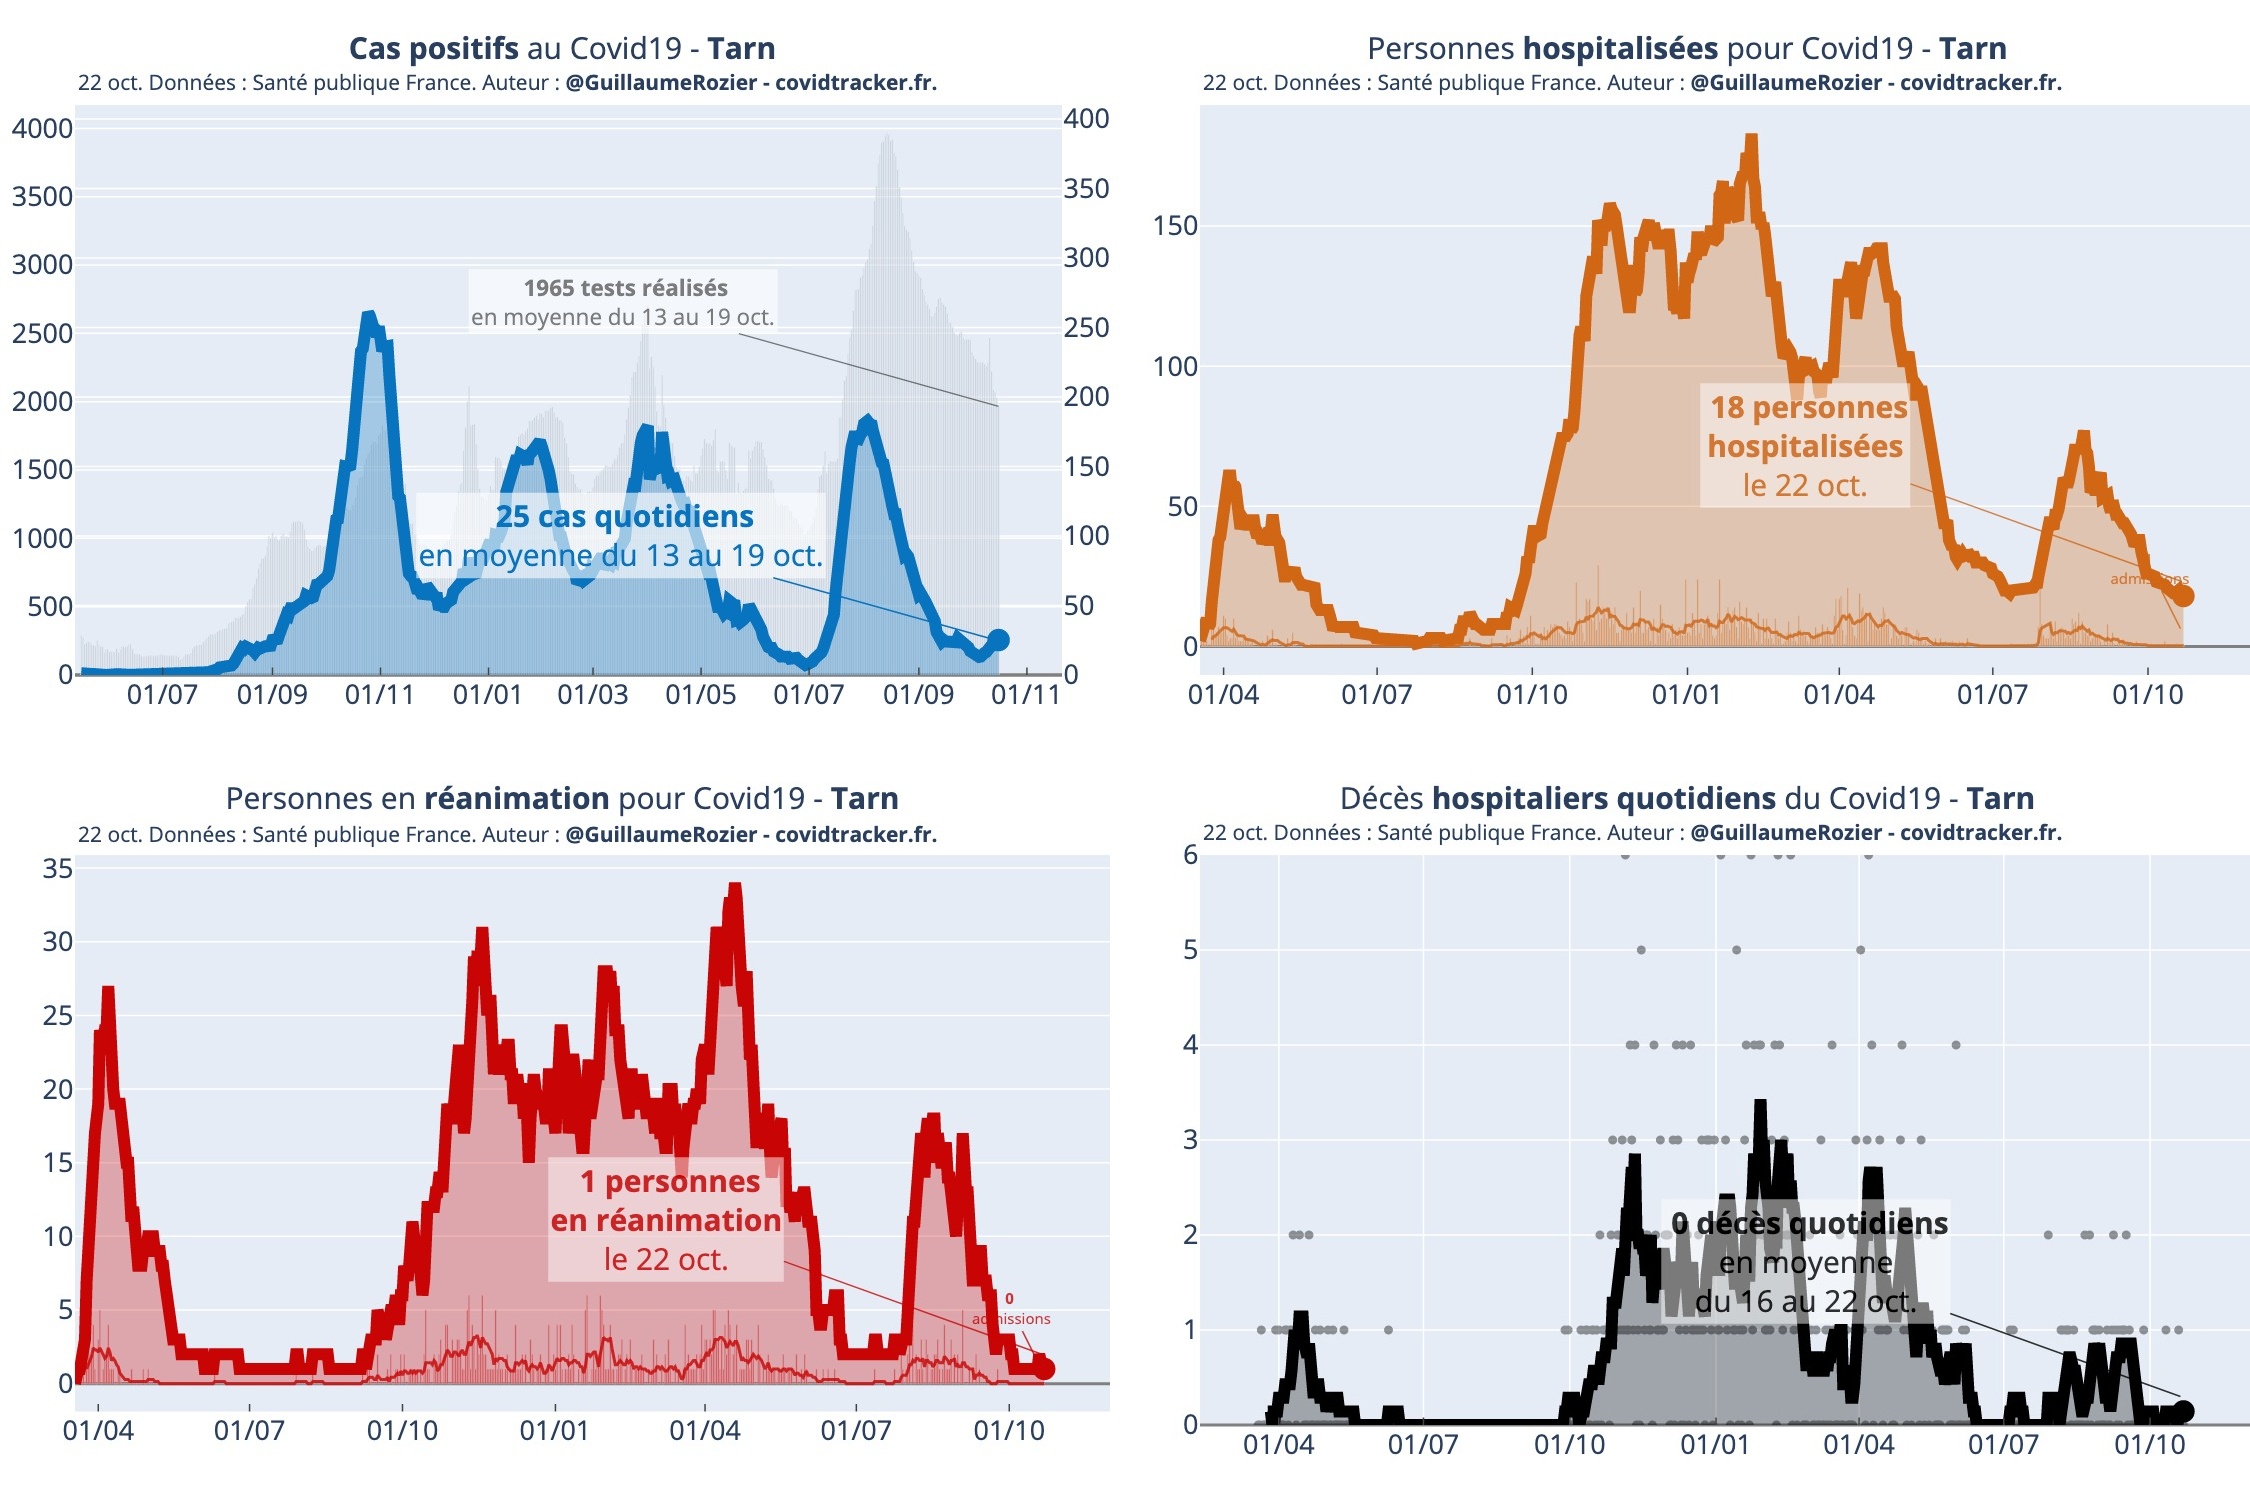 Cas positifs au Covid19 - Tarn
22 oct. Données : Santé publique France. Auteur : @GuillaumeRozier - covidtracker.fr.
4000
3500
3000
2500
2000
1500
1000
500
0
400
350
300
250
200
150
100
50
0
1965 tests réalisés
en moyenne du 13 au 19 oct.
25 cas quotidiens
en moyenne du 13 au 19 oct.
01/07 01/09 01/11 01/01 01/03 01/05 01/07 01/09 01/11
Personnes hospitalisées pour Covid19 - Tarn
22 oct. Données : Santé publique France. Auteur : @GuillaumeRozier - covidtracker.fr.
150
100
50
0
18 personnes
hospitalisées
le 22 oct.
admissions
01/04 01/07 01/10 01/01 01/04 01/07 01/10
Personnes en réanimation pour Covid19 - Tarn
22 oct. Données : Santé publique France. Auteur : @GuillaumeRozier - covidtracker.fr.
35
30
25
20
15
10
5
0
1 personnes
en réanimation
le 22 oct.
0
admissions
01/04 01/07 01/10 01/01 01/04 01/07 01/10
Décès hospitaliers quotidiens du Covid19 - Tarn
22 oct. Données : Santé publique France. Auteur : @GuillaumeRozier - covidtracker.fr.
6
5
4
3
2
1
0
0 décès quotidiens
en moyenne
du 16 au 22 oct.
01/04 01/07 01/10 01/01 01/04 01/07 01/10